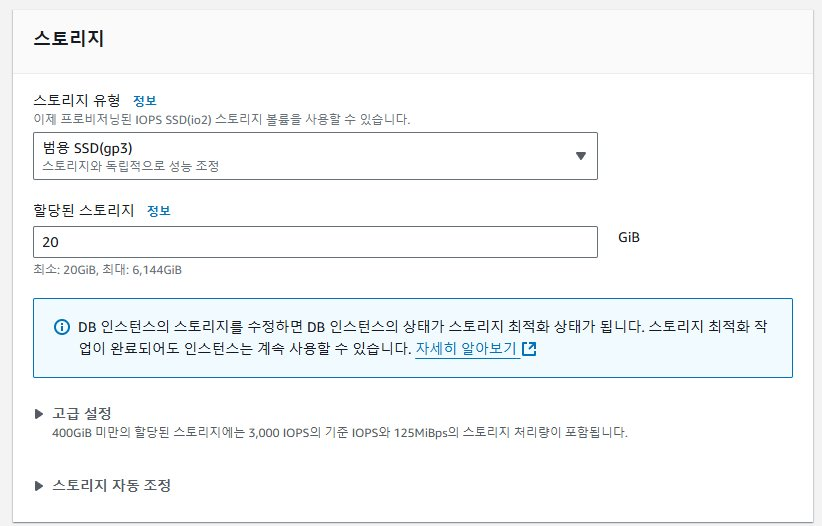 스토리지
스토리지 유형 정보
이제 프로비저닝된 IOPS SSD(io2) 스토리지 볼륨을 사용할 수 있습니다.
범용 SSD(gp3)
스토리지와 독립적으로 성능 조정
할당된 스토리지 정보
20 GiB
최소: 20GiB, 최대: 6,144GiB
DB 인스턴스의 스토리지를 수정하면 DB 인스턴스의 상태가 스토리지 최적화 상태가 됩니다. 스토리지 최적화 작
업이 완료되어도 인스턴스는 계속 사용할 수 있습니다. 자세히 알아보기
고급 설정
400GiB 미만의 할당된 스토리지에는 3,000 IOPS의 기준 IOPS와 125MiBps의 스토리지 처리량이 포함됩니다.
스토리지 자동 조정